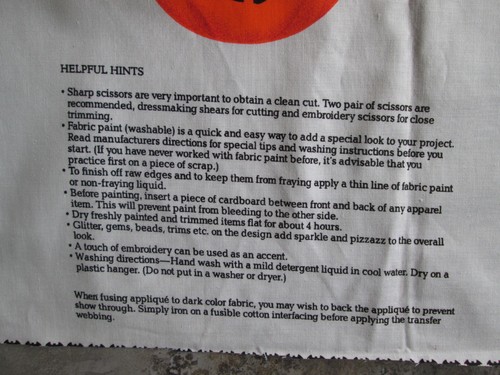 HELPFUL HINTS
• Sharp scissors are very important to obtain a clean cut. Two pair of scissors are
recommended, dressmaking shears for cutting and embroidery scissors for close
trimming.
• Fabric paint (washable) is a quick and easy way to add a special look to your project.
Read manufacturers directions for special tips and washing instructions before you
start. (If you have never worked with fabric paint before, it's advisable that you
practice first on a piece of scrap.)
• To finish off raw edges and to keep them from fraying apply a thin line of fabric paint
or non-fraying liquid.
• Before painting, insert a piece of cardboard between front and back of any apparel
item. This will prevent paint from bleeding to the other side.
• Dry freshly painted and trimmed items flat for about 4 hours.
• Glitter, gems, beads, trims etc. on the design add sparkle and pizzazz to the overall
look.
• A touch of embroidery can be used as an accent.
• Washing directions—Hand wash with a mild detergent liquid in cool water. Dry on a
plastic hanger. (Do not put in a washer or dryer.)
When fusing appliqué to dark color fabric, you may wish to back the appliqué to prevent
show through. Simply iron on a fusible cotton interfacing before applying the transfer
webbing.